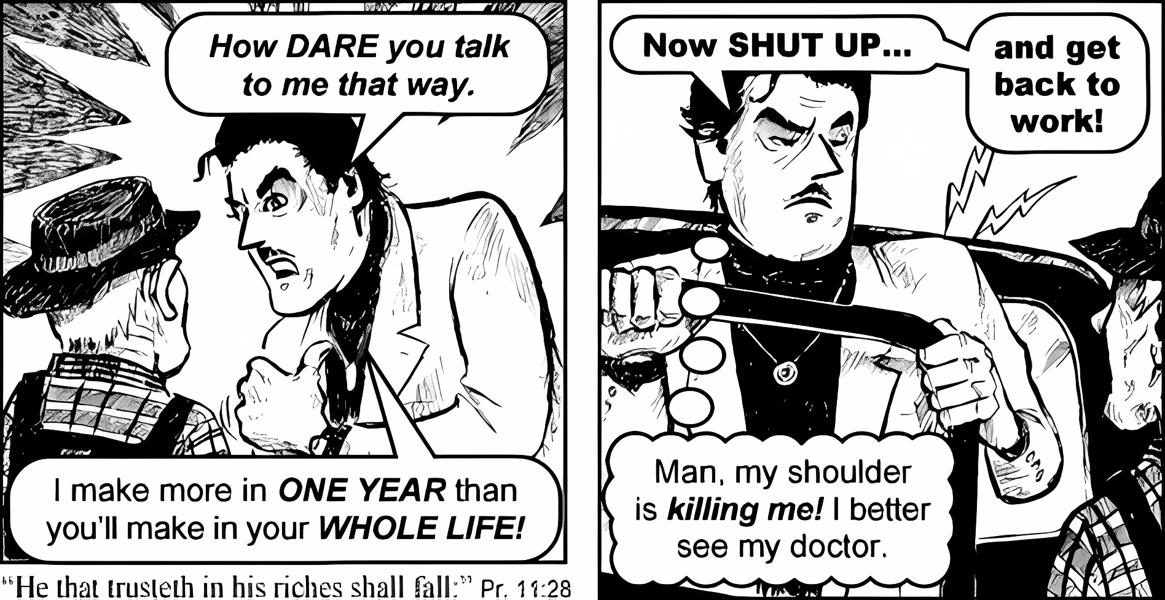 How DARE you talk
to me that way.
I make more in ONE YEAR than
you'll make in your WHOLE LIFE!
"He that trusteth in his riches shall fall:" Pr. 11:28
Now SHUT UP...
and get
back to
work!
Man, my shoulder
is killing me! I better
see my doctor.